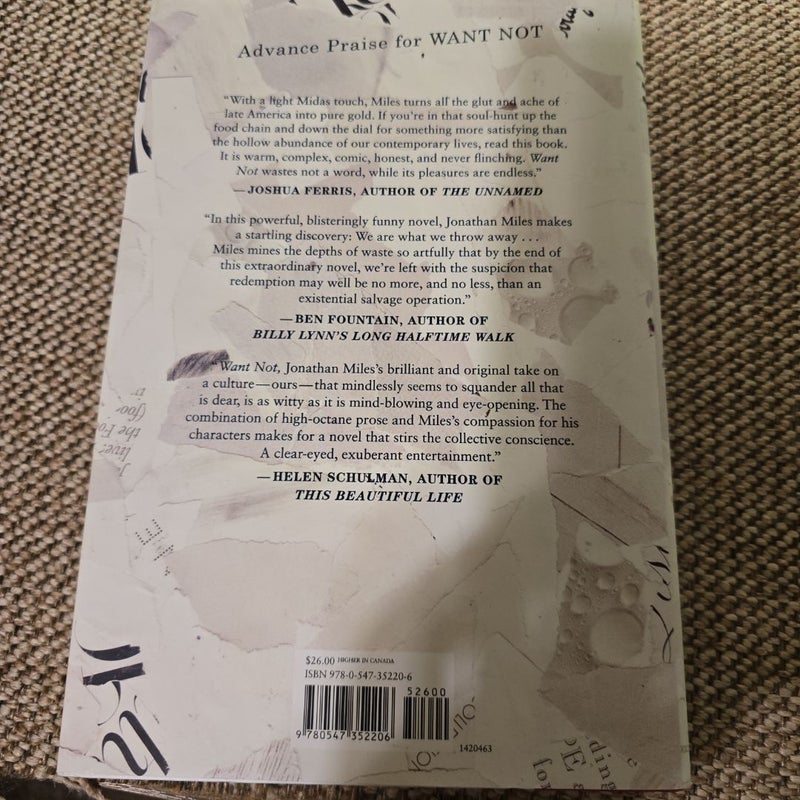 Advance Praise for WANT NOT
“With a light Midas touch, Miles turns all the glut and ache of
late America into pure gold. If you’re in that soul-hunt up the
food chain and down the dial for something more satisfying than
the hollow abundance of our contemporary lives, read this book.
It is warm, complex, comic, honest, and never flinching. Want
Not wastes not a word, while its pleasures are endless.”
—JOSHUA FERRIS, AUTHOR OF THE UNNAMED
“In this powerful, blisteringly funny novel, Jonathan Miles makes
a startling discovery: We are what we throw away . . .
Miles mines the depths of waste so artfully that by the end of
this extraordinary novel, we’re left with the suspicion that
redemption may well be no more, and no less, than an
existential salvage operation.”
—BEN FOUNTAIN, AUTHOR OF
BILLY LYNN’S LONG HALFTIME WALK
“Want Not, Jonathan Miles’s brilliant and original take on
a culture—ours—that mindlessly seems to squander all that
is dear, is as witty as it is mind-blowing and eye-opening. The
combination of high-octane prose and Miles’s compassion for his
characters makes for a novel that stirs the collective conscience.
A clear-eyed, exuberant entertainment.”
—HELEN SCHULMAN, AUTHOR OF
THIS BEAUTIFUL LIFE
$26.00 HIGHER IN CANADA
ISBN 978-0-547-35220-6
52600
9 780547 352206
1420463